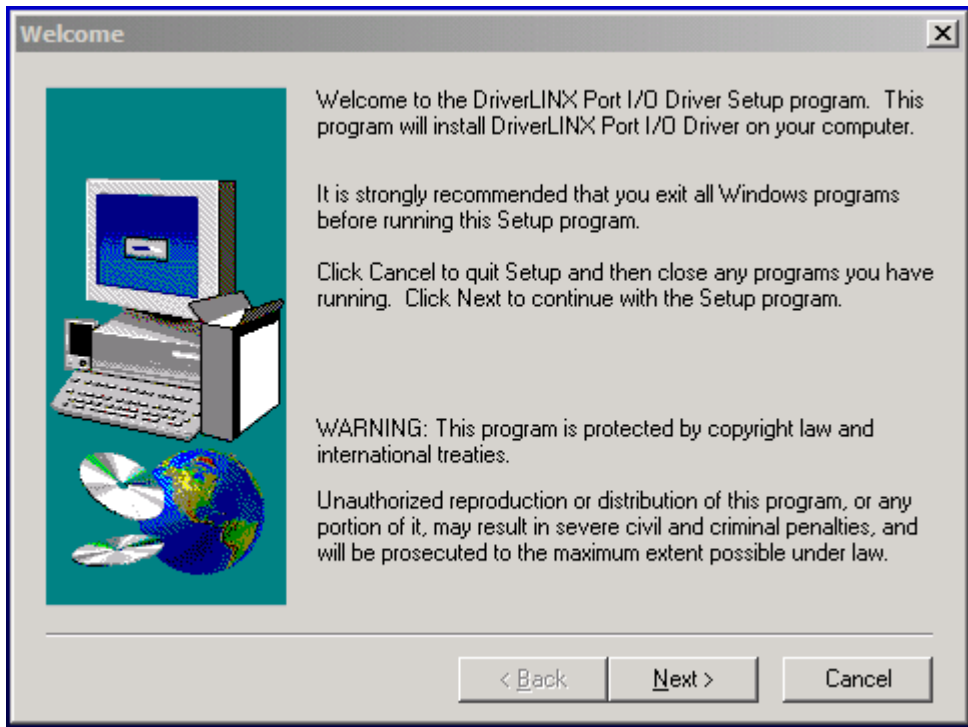 Welcome
Welcome to the DriverLINX Port I/O Driver Setup program.  This
program will install DriverLINX Port I/O Driver on your computer.
It is strongly recommended that you exit all Windows programs
before running this Setup program.
Click Cancel to quit Setup and then close any programs you have
running.  Click Next to continue with the Setup program.
WARNING: This program is protected by copyright law and
international treaties.
Unauthorized reproduction or distribution of this program, or any
portion of it, may result in severe civil and criminal penalties, and
will be prosecuted to the maximum extent possible under law.
< Back
Next >
Cancel